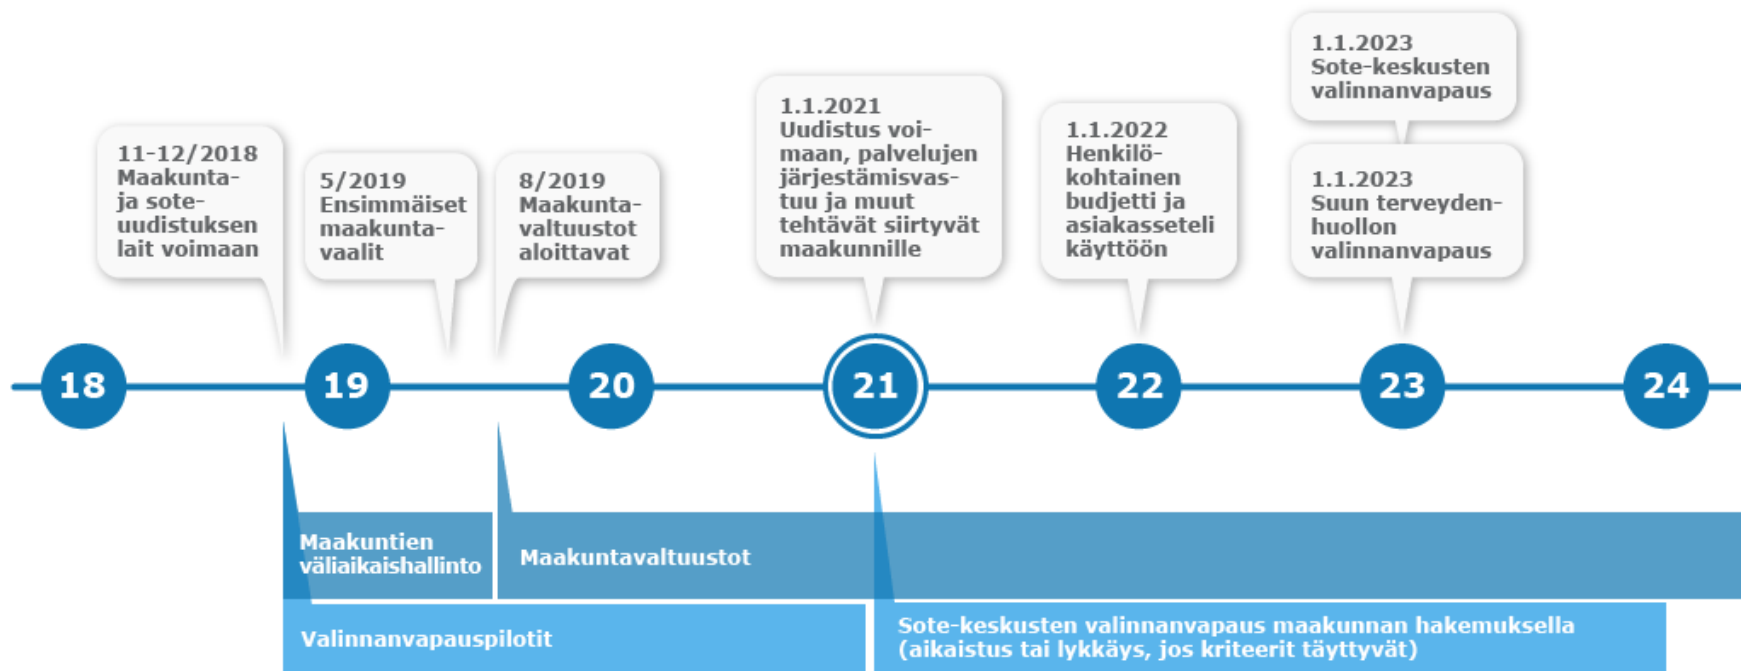 11-12/2018
Maakunta-
ja sote-
uudistuksen
lait voimaan
5/2019
Ensimmäiset
maakunta-
vaalit
8/2019
Maakunta-
valtuustot
aloittavat
1.1.2021
Uudistus voi-
maan, palvelujen
järjestämisvas-
tuu ja muut
tehtävät siirtyvät
maakunnille
1.1.2022
Henkilö-
kohtainen
budjetti ja
asiakasseteli
käyttöön
1.1.2023
Sote-keskusten
valinnanvapaus
1.1.2023
Suun terveyden-
huollon
valinnanvapaus
18
19
20
21
22
23
24
Maakuntien
väliaikaishallinto
Maakuntavaltuustot
Valinnanvapauspilotit
Sote-keskusten valinnanvapaus maakunnan hakemuksella
(aikaistus tai lykkäys, jos kriteerit täyttyvät)